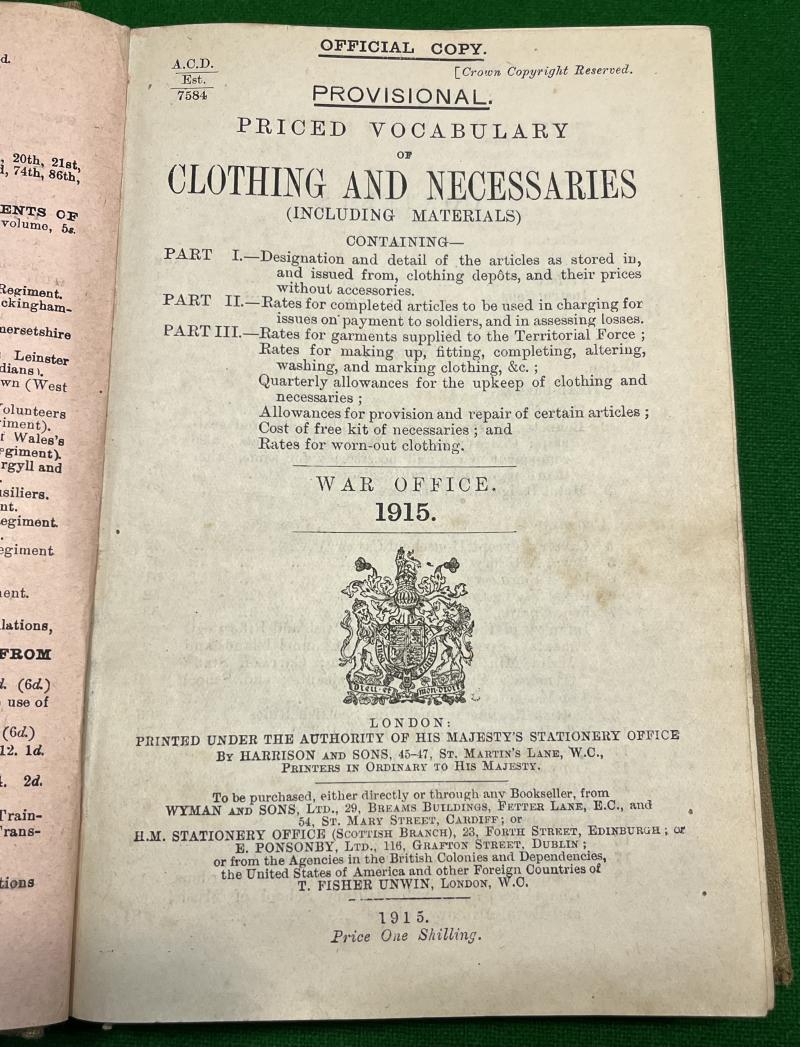 d.
, 20th, 21st,
d, 74th, 86th,
ENTS OF
volume, 5s.
Regiment.
ckingham-
mersetshire
Leinster
dians).
wn (West
olunteers
iment).
Wales's
egiment).
rgyll and
siliers.
nt.
egiment.
egiment
ent.
lations,
FROM
d. (6d.)
use of
(6d.)
12. 1d.
2d.
Train-
Trans-
tions
OFFICIAL COPY.
A.C.D.
Est.
7584
[Crown Copyright Reserved.
PROVISIONAL.
PRICED VOCABULARY
OF
CLOTHING AND NECESSARIES
(INCLUDING MATERIALS)
CONTAINING—
PART I.—Designation and detail of the articles as stored in,
and issued from, clothing depôts, and their prices
without accessories.
PART II.—Rates for completed articles to be used in charging for
issues on payment to soldiers, and in assessing losses.
PART III.—Rates for garments supplied to the Territorial Force ;
Rates for making up, fitting, completing, altering,
washing, and marking clothing, &c. ;
Quarterly allowances for the upkeep of clothing and
necessaries ;
Allowances for provision and repair of certain articles ;
Cost of free kit of necessaries ; and
Rates for worn-out clothing.
WAR OFFICE.
1915.
DIEU ET MON DROIT
LONDON:
PRINTED UNDER THE AUTHORITY OF HIS MAJESTY'S STATIONERY OFFICE
BY HARRISON AND SONS, 45-47, ST. MARTIN'S LANE, W.C.,
PRINTERS IN ORDINARY TO HIS MAJESTY.
To be purchased, either directly or through any Bookseller, from
WYMAN AND SONS, LTD., 29, BREAMS BUILDINGS, FETTER LANE, E.C., and
54, ST. MARY STREET, CARDIFF; or
H.M. STATIONERY OFFICE (SCOTTISH BRANCH), 23, FORTH STREET, EDINBURGH ; or
E. PONSONBY, LTD., 116, GRAFTON STREET, DUBLIN ;
or from the Agencies in the British Colonies and Dependencies,
the United States of America and other Foreign Countries of
T. FISHER UNWIN, LONDON, W.C.
1915.
Price One Shilling.